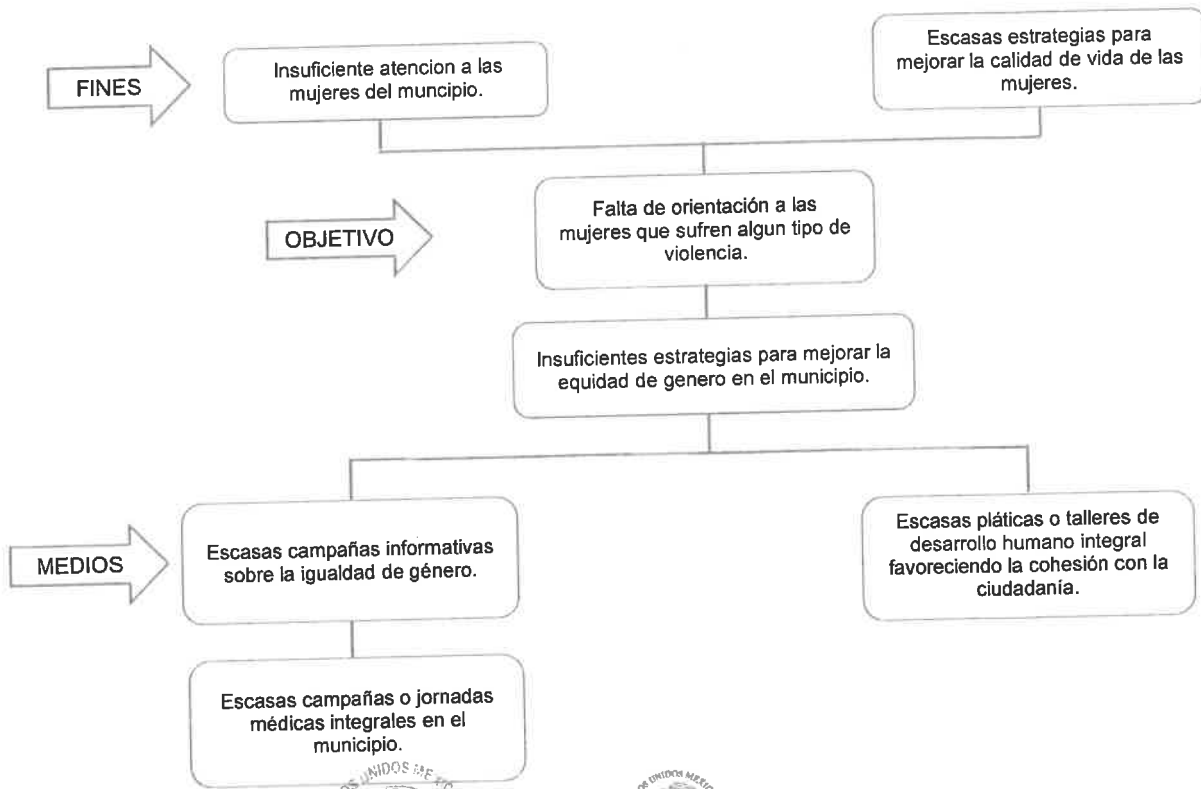 FINES
Insuficiente atencion a las
mujeres del muncipio.
Escasas estrategias para
mejorar la calidad de vida de las
mujeres.
OBJETIVO
Falta de orientación a las
mujeres que sufren algun tipo de
violencia.
Insuficientes estrategias para mejorar la
equidad de genero en el municipio.
MEDIOS
Escasas campañas informativas
sobre la igualdad de género.
Escasas pláticas o talleres de
desarrollo humano integral
favoreciendo la cohesión con la
ciudadanía.
Escasas campañas o jornadas
médicas integrales en el
municipio.
UNIDOS
UNIDOS